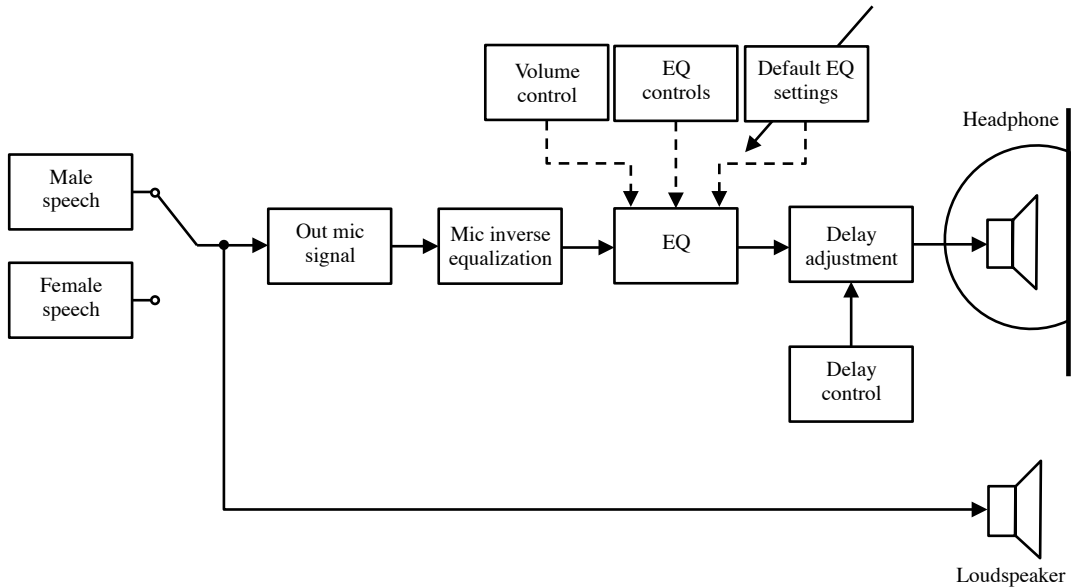 Volume
control
EQ
controls
Default EQ
settings
Headphone
Male
speech
Out mic
signal
Mic inverse
equalization
EQ
Delay
adjustment
Female
speech
Delay
control
Loudspeaker